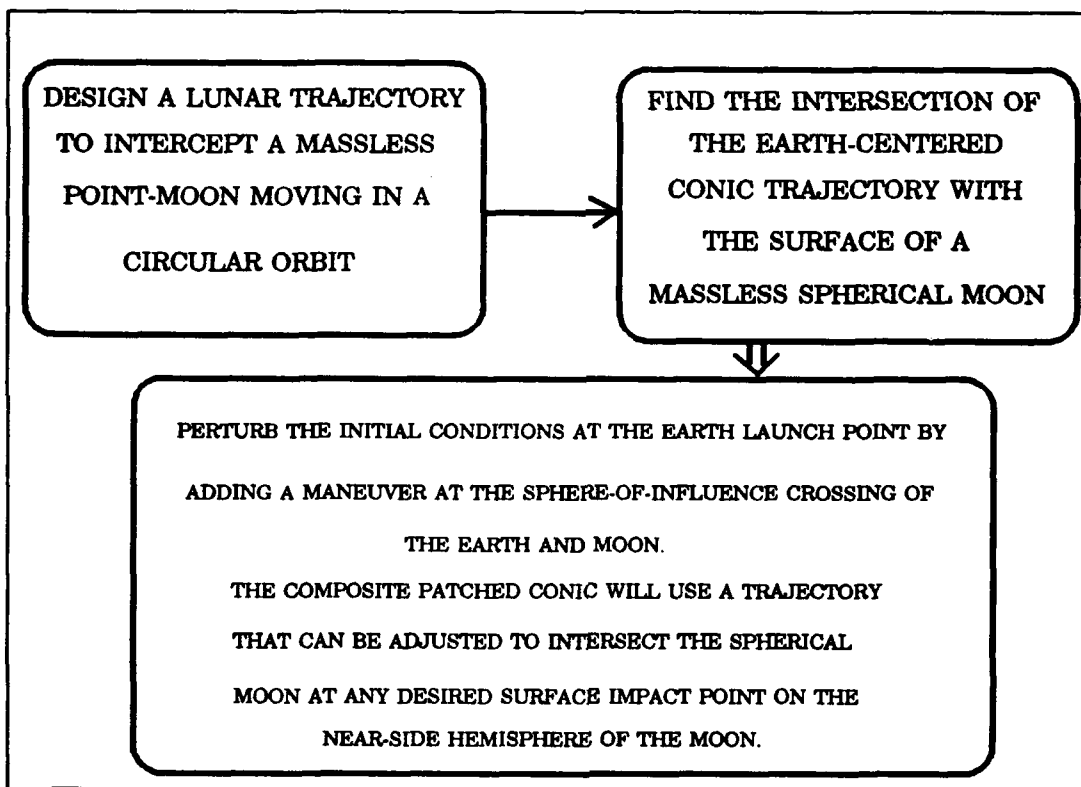 DESIGN A LUNAR TRAJECTORY
TO INTERCEPT A MASSLESS
POINT-MOON MOVING IN A
CIRCULAR ORBIT
FIND THE INTERSECTION OF
THE EARTH-CENTERED
CONIC TRAJECTORY WITH
THE SURFACE OF A
MASSLESS SPHERICAL MOON
PERTURB THE INITIAL CONDITIONS AT THE EARTH LAUNCH POINT BY
ADDING A MANEUVER AT THE SPHERE-OF-INFLUENCE CROSSING OF
THE EARTH AND MOON.
THE COMPOSITE PATCHED CONIC WILL USE A TRAJECTORY
THAT CAN BE ADJUSTED TO INTERSECT THE SPHERICAL
MOON AT ANY DESIRED SURFACE IMPACT POINT ON THE
NEAR-SIDE HEMISPHERE OF THE MOON.